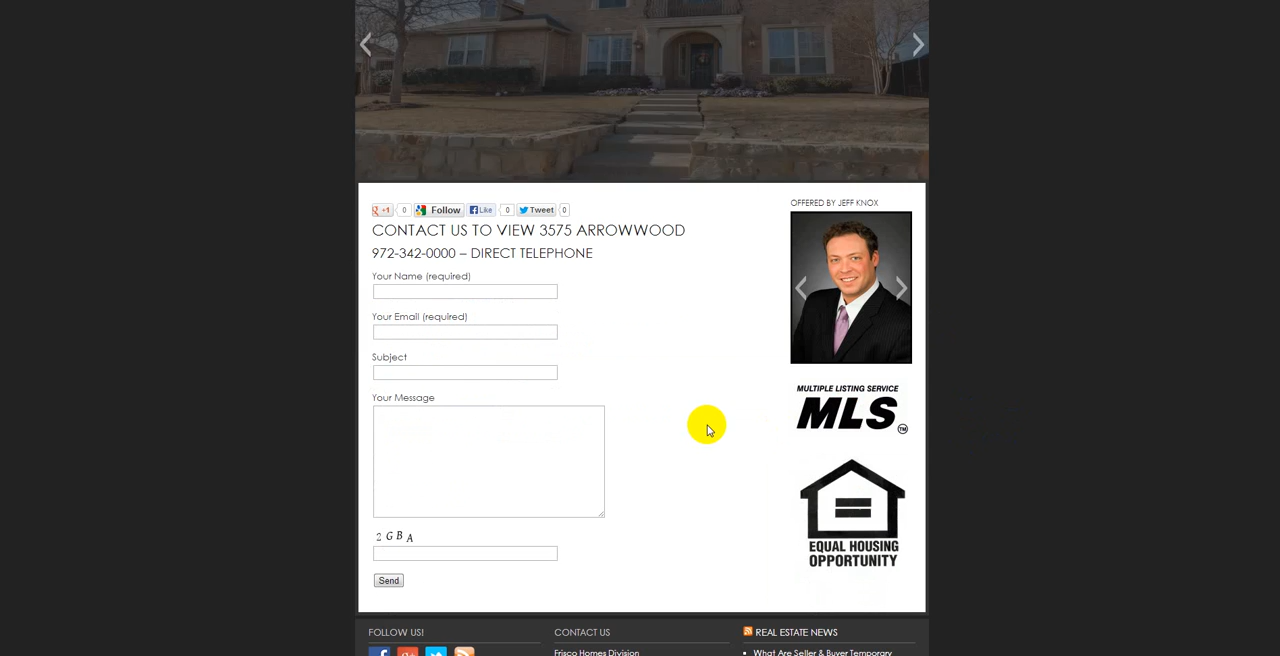 +1 0 Follow Like 0 Tweet 0
CONTACT US TO VIEW 3575 ARROWWOOD
972-342-0000 – DIRECT TELEPHONE
Your Name (required)
Your Email (required)
Subject
Your Message
2 G B A
Send
OFFERED BY JEFF KNOX
MULTIPLE LISTING SERVICE
MLS TM
EQUAL HOUSING
OPPORTUNITY
FOLLOW US!
CONTACT US
Frisco Homes Division
REAL ESTATE NEWS
What Are Seller & Buyer Temporary